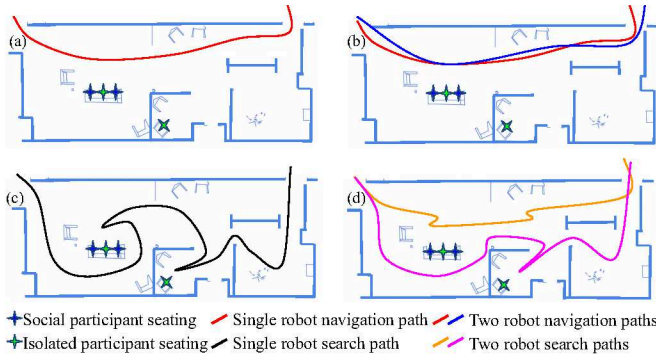 (a)
(b)
(c)
(d)
Social participant seating Single robot navigation path Two robot navigation paths
Isolated participant seating Single robot search path Two robot search paths